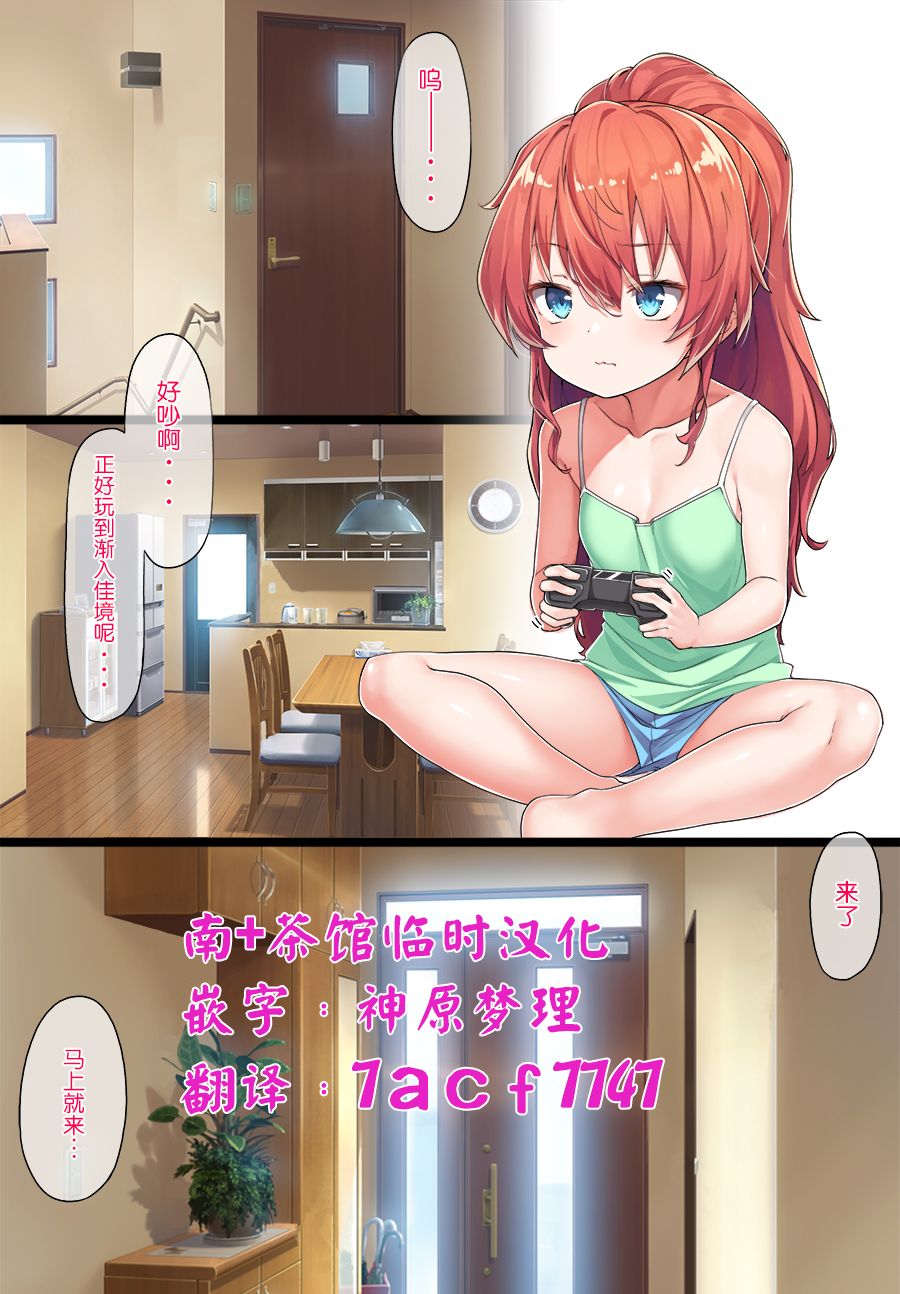 呜——···
好吵啊···
正好玩到渐入佳境呢···
来了
马上就来···
南+茶馆临时汉化
嵌字：神原梦理
翻译：7acf7747